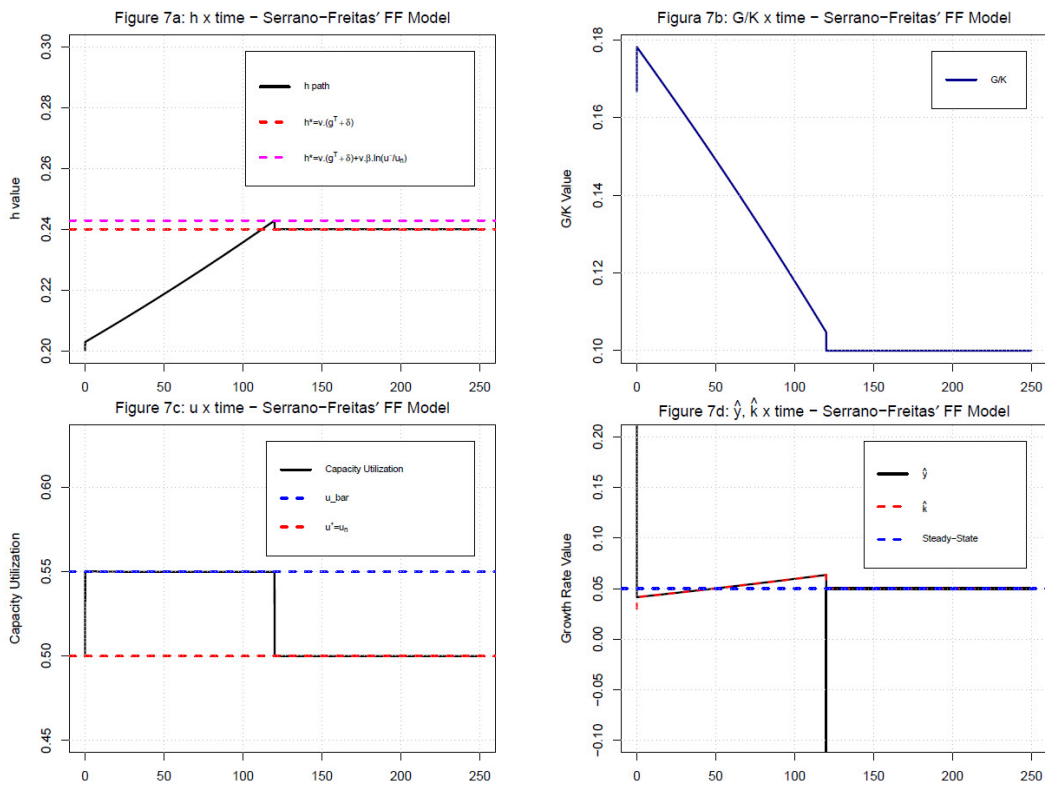 Figure 7a: h x time − Serrano−Freitas′ FF Model
h value
0.30
0.28
0.26
0.24
0.22
0.20
h path
h*=v.(g^T+δ)
h*=v.(g^T+δ)+v.β.ln(u⁻/uₙ)
0 50 100 150 200 250
Figura 7b: G/K x time − Serrano−Freitas′ FF Model
G/K Value
0.18
0.16
0.14
0.12
0.10
G/K
0 50 100 150 200 250
Figure 7c: u x time − Serrano−Freitas′ FF Model
Capacity Utilization
0.60
0.55
0.50
0.45
Capacity Utilization
u_bar
u*=uₙ
0 50 100 150 200 250
Figure 7d: ŷ, k̂ x time − Serrano−Freitas′ FF Model
Growth Rate Value
0.20
0.15
0.10
0.05
0.00
−0.05
−0.10
ŷ
k̂
Steady−State
0 50 100 150 200 250